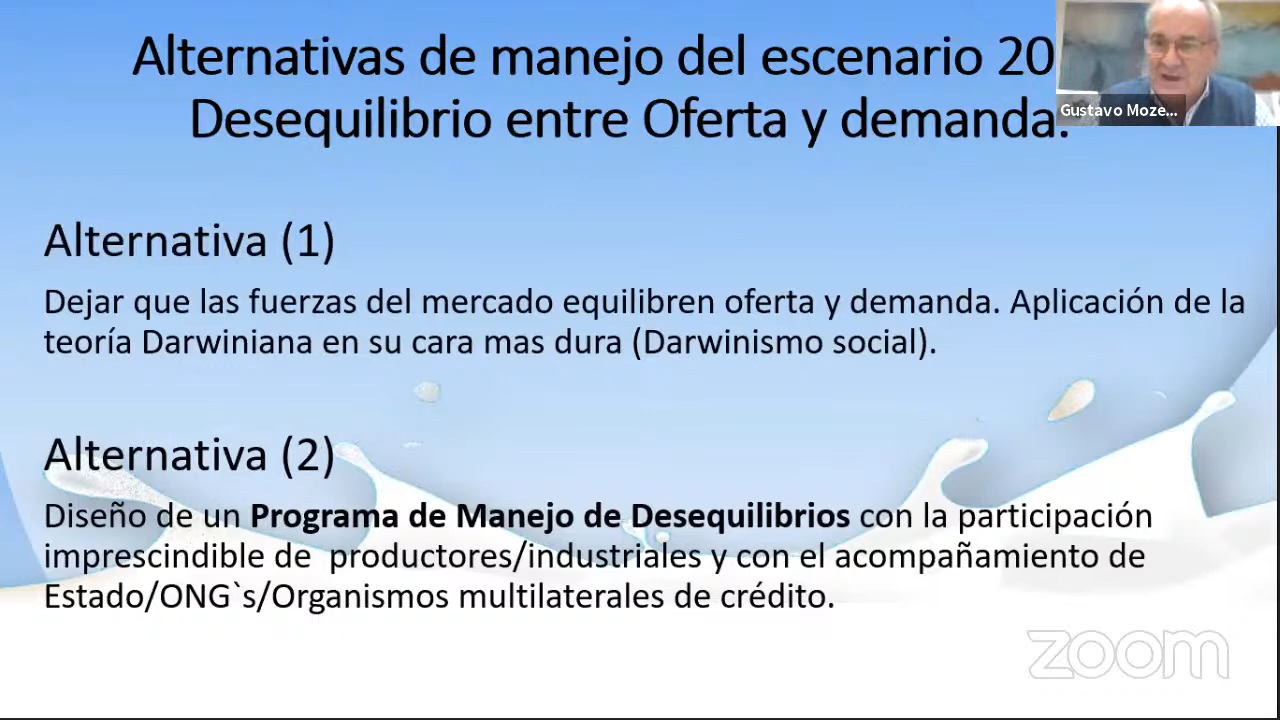 Alternativas de manejo del escenario 20
Desequilibrio entre Oferta y demanda.
Gustavo Moze...
Alternativa (1)
Dejar que las fuerzas del mercado equilibren oferta y demanda. Aplicación de la
teoría Darwiniana en su cara mas dura (Darwinismo social).
Alternativa (2)
Diseño de un Programa de Manejo de Desequilibrios con la participación
imprescindible de productores/industriales y con el acompañamiento de
Estado/ONG`s/Organismos multilaterales de crédito.
zoom